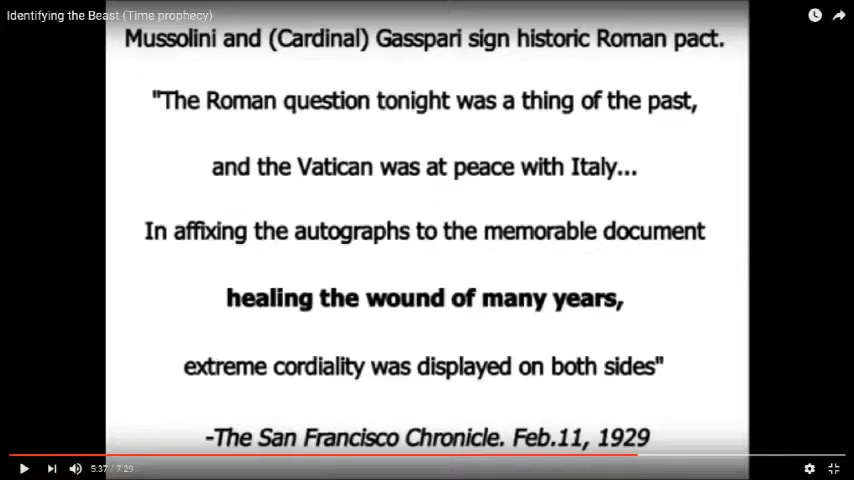 Identifying the Beast (Time prophecy)
Mussolini and (Cardinal) Gasspari sign historic Roman pact.
"The Roman question tonight was a thing of the past,
and the Vatican was at peace with Italy...
In affixing the autographs to the memorable document
healing the wound of many years,
extreme cordiality was displayed on both sides"
-The San Francisco Chronicle. Feb.11, 1929
5:37 / 7:29